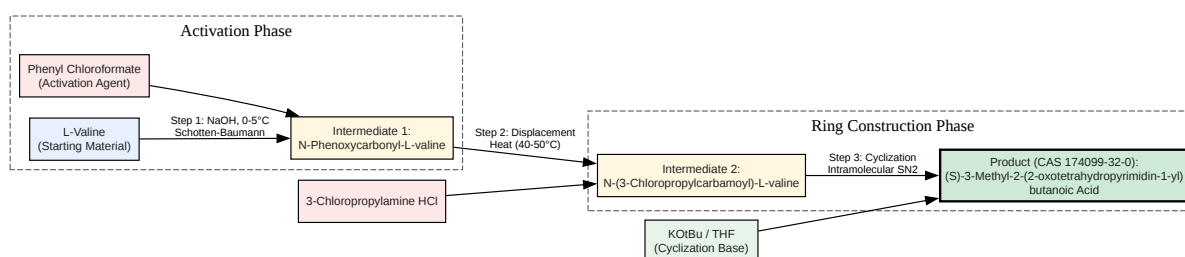 Activation Phase
Phenyl Chloroformate
(Activation Agent)
L-Valine
(Starting Material)
Step 1: NaOH, 0-5°C
Schotten-Baumann
Intermediate 1:
N-Phenoxycarbonyl-L-valine
Step 2: Displacement
Heat (40-50°C)
3-Chloropropylamine HCl
Ring Construction Phase
Intermediate 2:
N-(3-Chloropropylcarbamoyl)-L-valine
Step 3: Cyclization
Intramolecular SN2
Product (CAS 174099-32-0):
(S)-3-Methyl-2-(2-oxotetrahydropyrimidin-1-yl)
butanoic Acid
KOtBu / THF
(Cyclization Base)